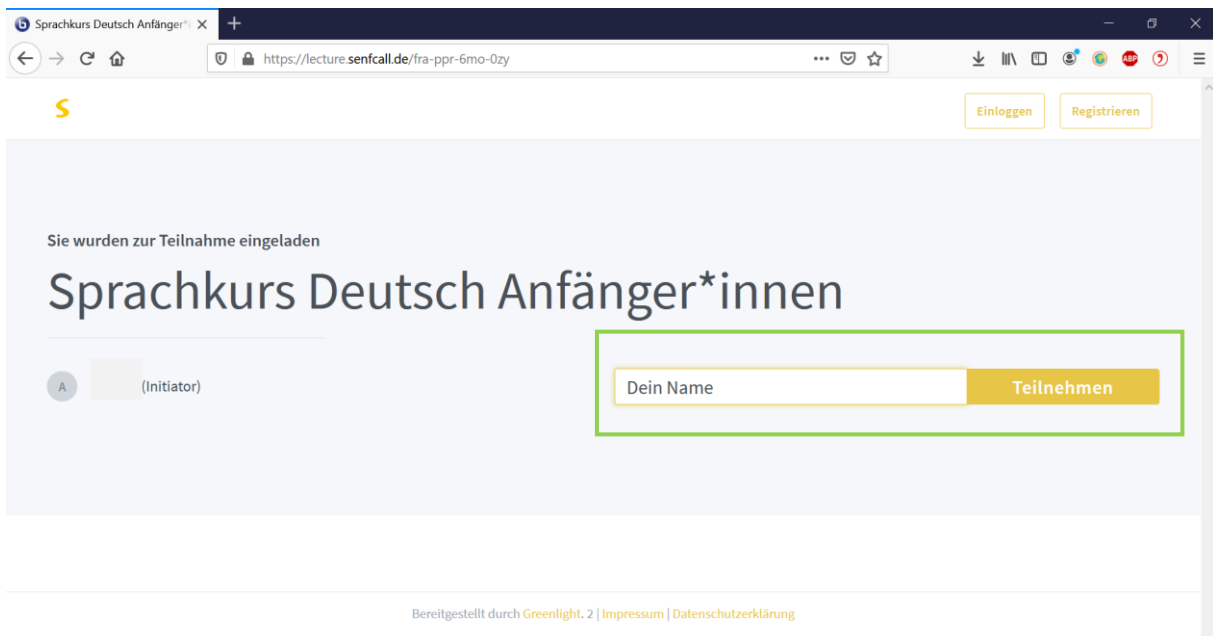 Sprachkurs Deutsch Anfänger*i
https://lecture.senfcall.de/fra-ppr-6mo-0zy
ABP
S
Einloggen Registrieren
Sie wurden zur Teilnahme eingeladen
Sprachkurs Deutsch Anfänger*innen
A (Initiator)
Dein Name Teilnehmen
Bereitgestellt durch Greenlight. 2 | Impressum | Datenschutzerklärung